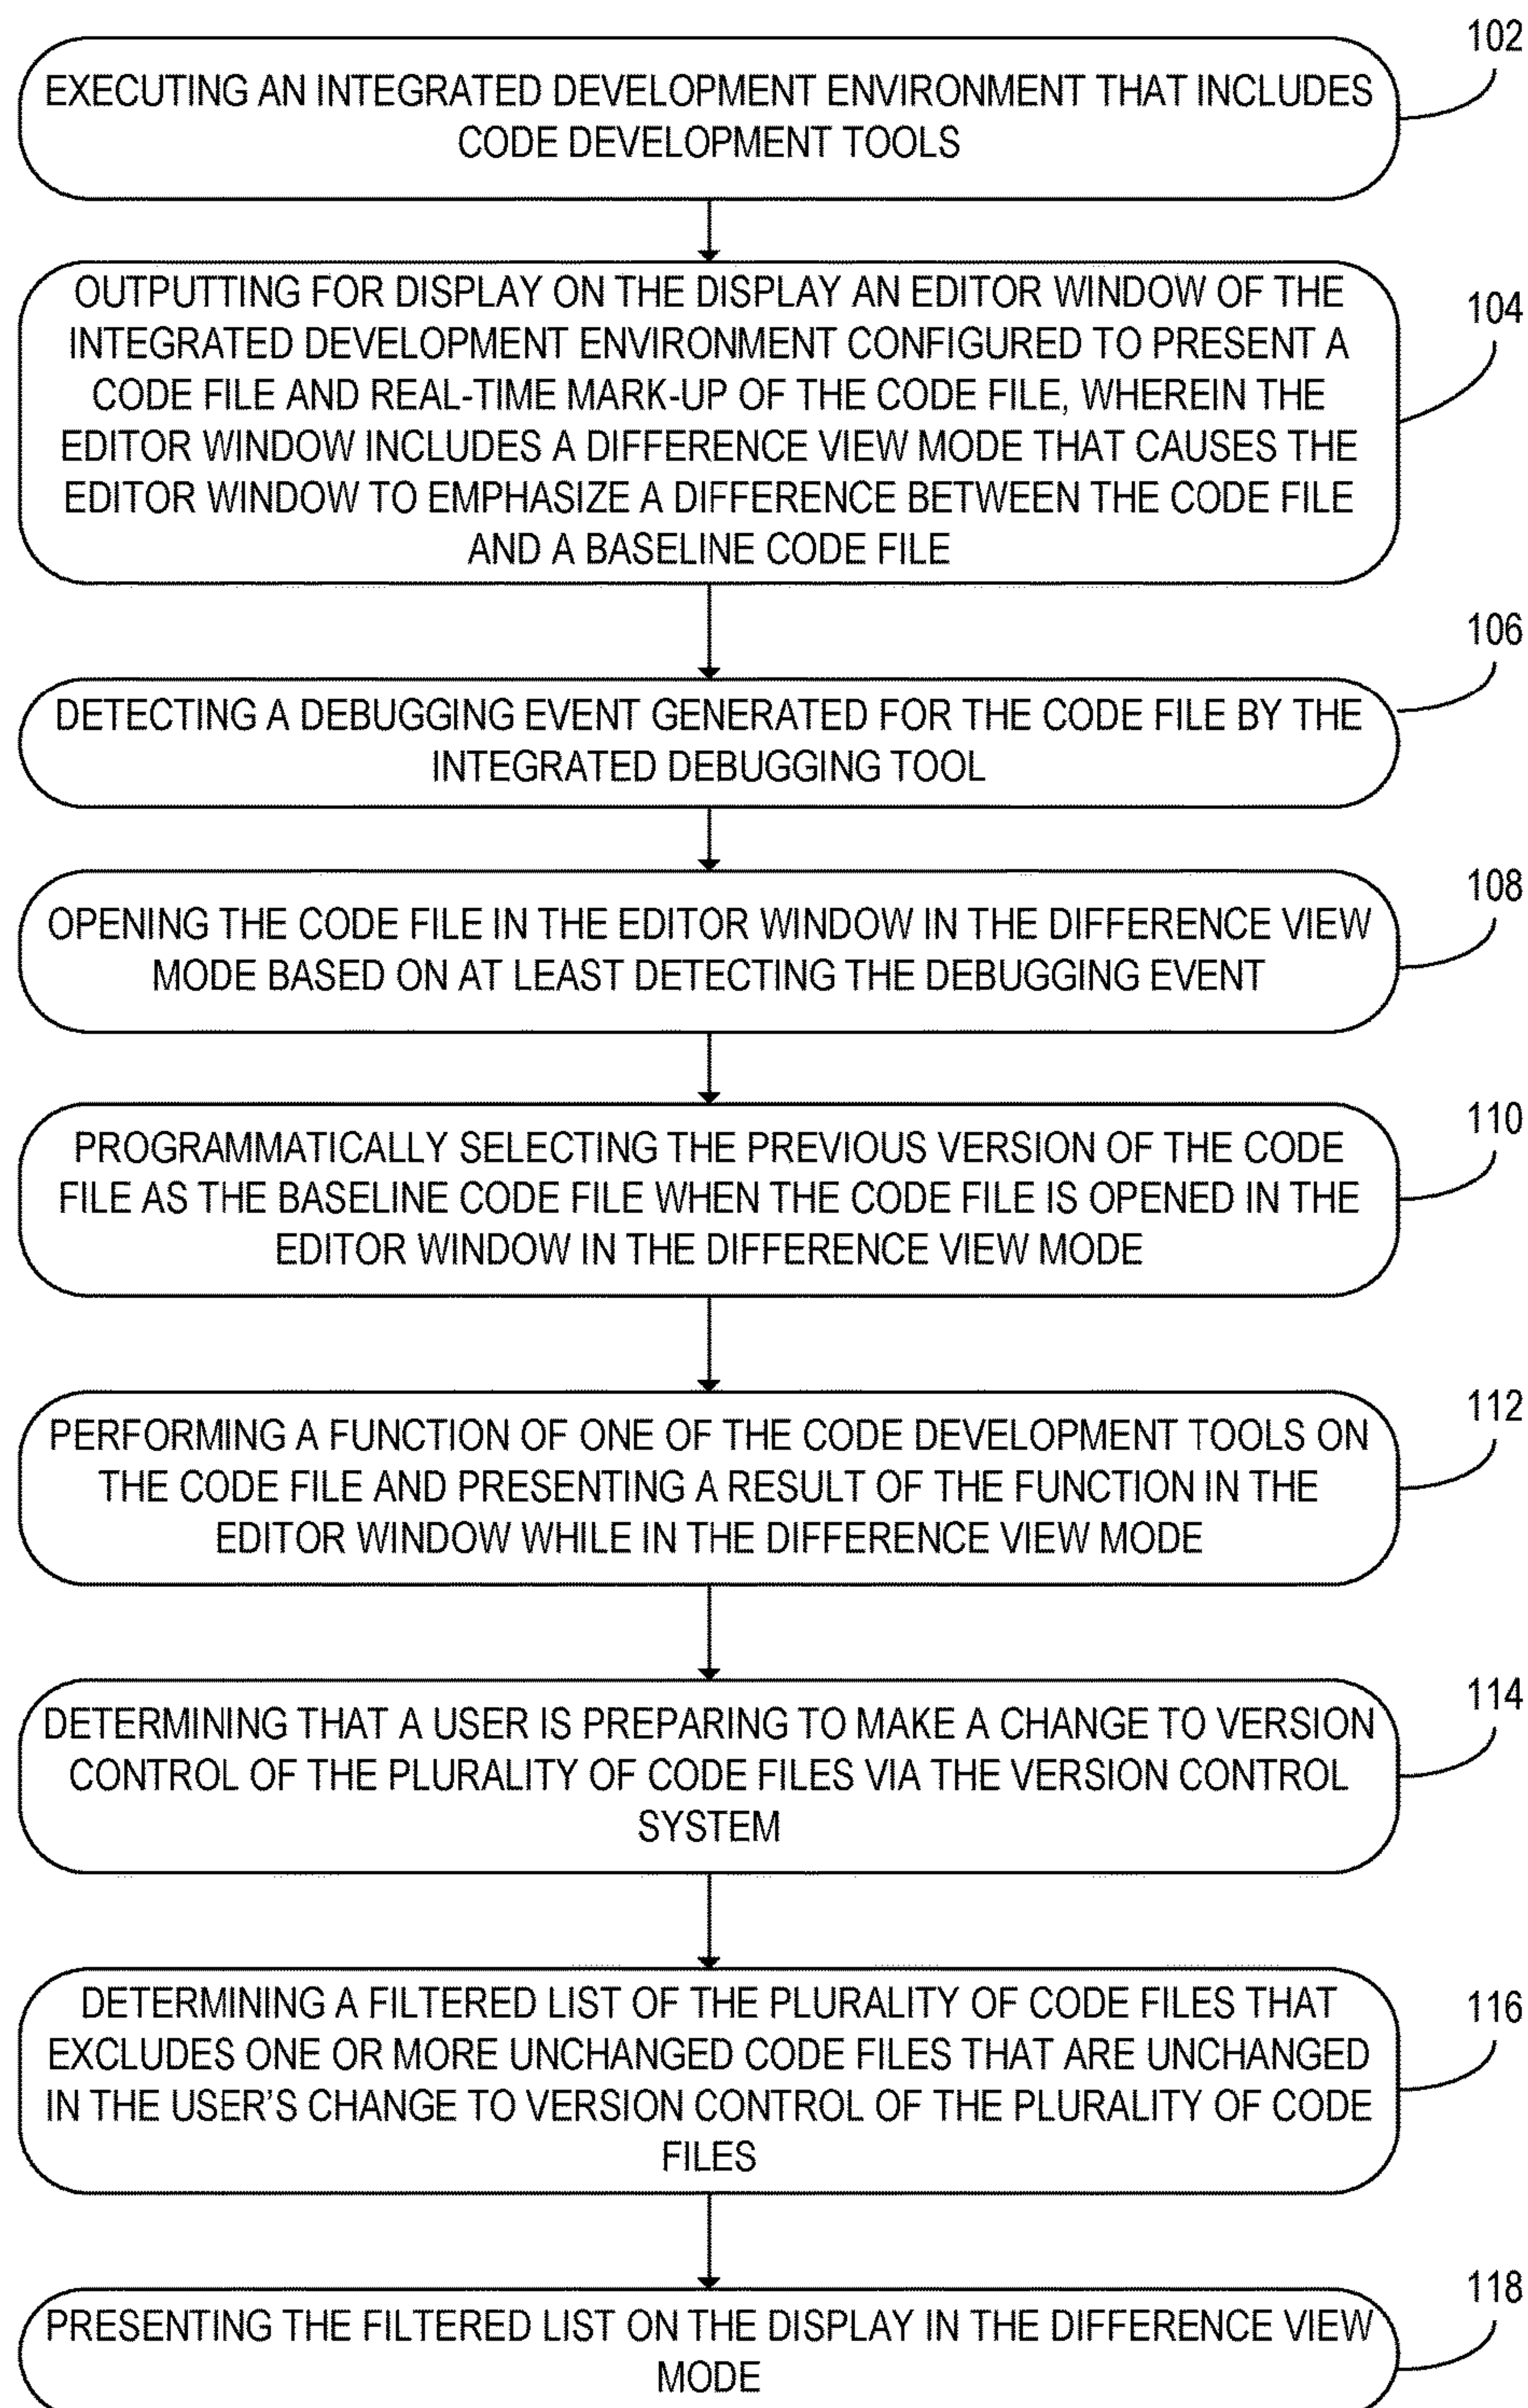 102
EXECUTING AN INTEGRATED DEVELOPMENT ENVIRONMENT THAT INCLUDES
CODE DEVELOPMENT TOOLS
104
OUTPUTTING FOR DISPLAY ON THE DISPLAY AN EDITOR WINDOW OF THE
INTEGRATED DEVELOPMENT ENVIRONMENT CONFIGURED TO PRESENT A
CODE FILE AND REAL-TIME MARK-UP OF THE CODE FILE, WHEREIN THE
EDITOR WINDOW INCLUDES A DIFFERENCE VIEW MODE THAT CAUSES THE
EDITOR WINDOW TO EMPHASIZE A DIFFERENCE BETWEEN THE CODE FILE
AND A BASELINE CODE FILE
106
DETECTING A DEBUGGING EVENT GENERATED FOR THE CODE FILE BY THE
INTEGRATED DEBUGGING TOOL
108
OPENING THE CODE FILE IN THE EDITOR WINDOW IN THE DIFFERENCE VIEW
MODE BASED ON AT LEAST DETECTING THE DEBUGGING EVENT
110
PROGRAMMATICALLY SELECTING THE PREVIOUS VERSION OF THE CODE
FILE AS THE BASELINE CODE FILE WHEN THE CODE FILE IS OPENED IN THE
EDITOR WINDOW IN THE DIFFERENCE VIEW MODE
112
PERFORMING A FUNCTION OF ONE OF THE CODE DEVELOPMENT TOOLS ON
THE CODE FILE AND PRESENTING A RESULT OF THE FUNCTION IN THE
EDITOR WINDOW WHILE IN THE DIFFERENCE VIEW MODE
114
DETERMINING THAT A USER IS PREPARING TO MAKE A CHANGE TO VERSION
CONTROL OF THE PLURALITY OF CODE FILES VIA THE VERSION CONTROL
SYSTEM
116
DETERMINING A FILTERED LIST OF THE PLURALITY OF CODE FILES THAT
EXCLUDES ONE OR MORE UNCHANGED CODE FILES THAT ARE UNCHANGED
IN THE USER'S CHANGE TO VERSION CONTROL OF THE PLURALITY OF CODE
FILES
118
PRESENTING THE FILTERED LIST ON THE DISPLAY IN THE DIFFERENCE VIEW
MODE